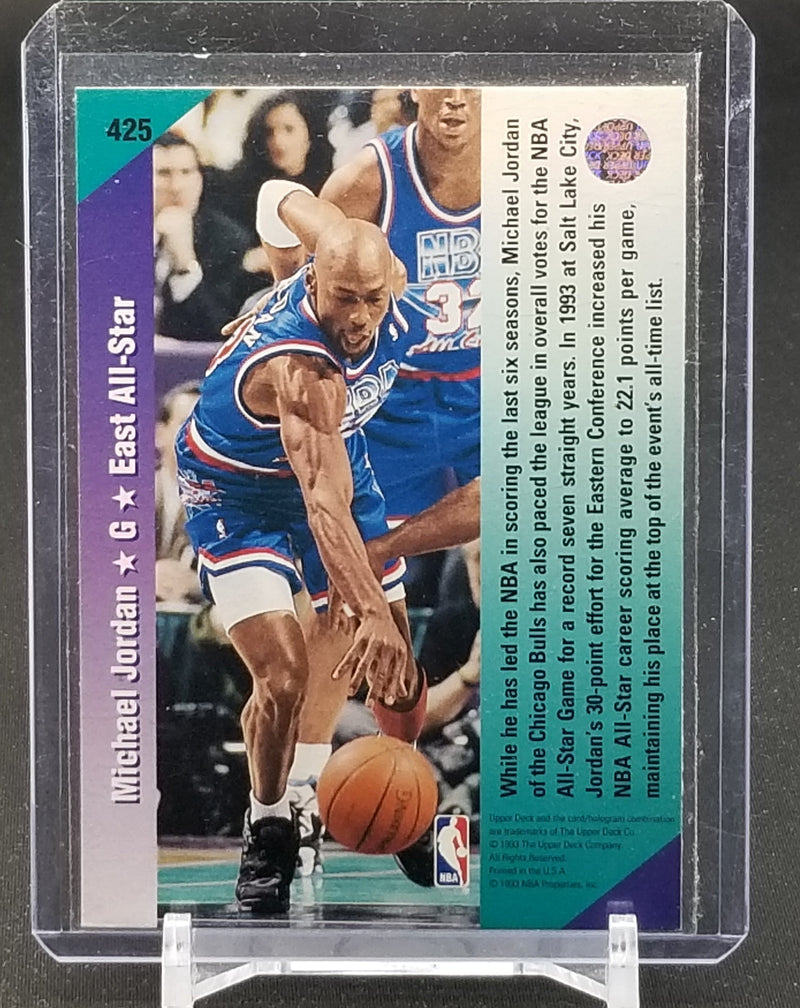 425
Michael Jordan ★ G ★ East All-Star
NBA
32
While he has led the NBA in scoring the last six seasons, Michael Jordan
of the Chicago Bulls has also paced the league in overall votes for the NBA
All-Star Game for a record seven straight years. In 1993 at Salt Lake City,
Jordan's 30-point effort for the Eastern Conference increased his
NBA All-Star career scoring average to 22.1 points per game,
maintaining his place at the top of the event's all-time list.
Upper Deck and the card/hologram combination
are trademarks of The Upper Deck Co.
© 1993 The Upper Deck Company.
All Rights Reserved.
Printed in the U.S.A.
© 1993 NBA Properties, Inc.
NBA
UPPER DECK